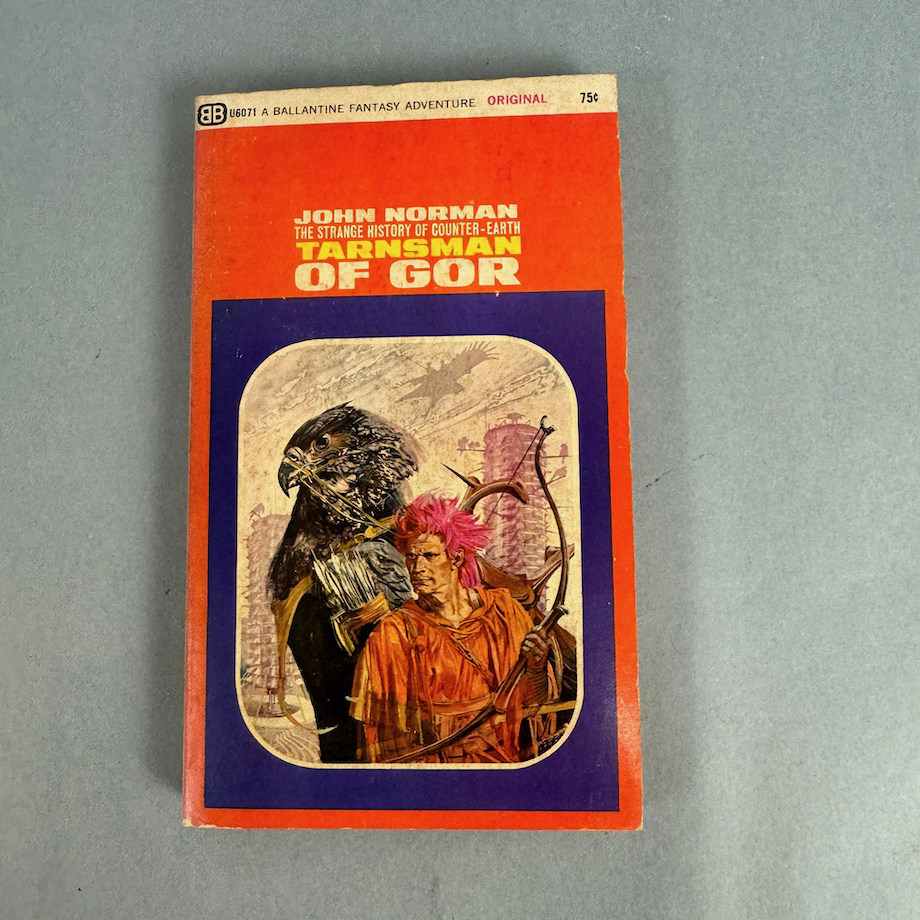 BB U6071 A BALLANTINE FANTASY ADVENTURE ORIGINAL 75¢
JOHN NORMAN
THE STRANGE HISTORY OF COUNTER-EARTH
TARNSMAN
OF GOR